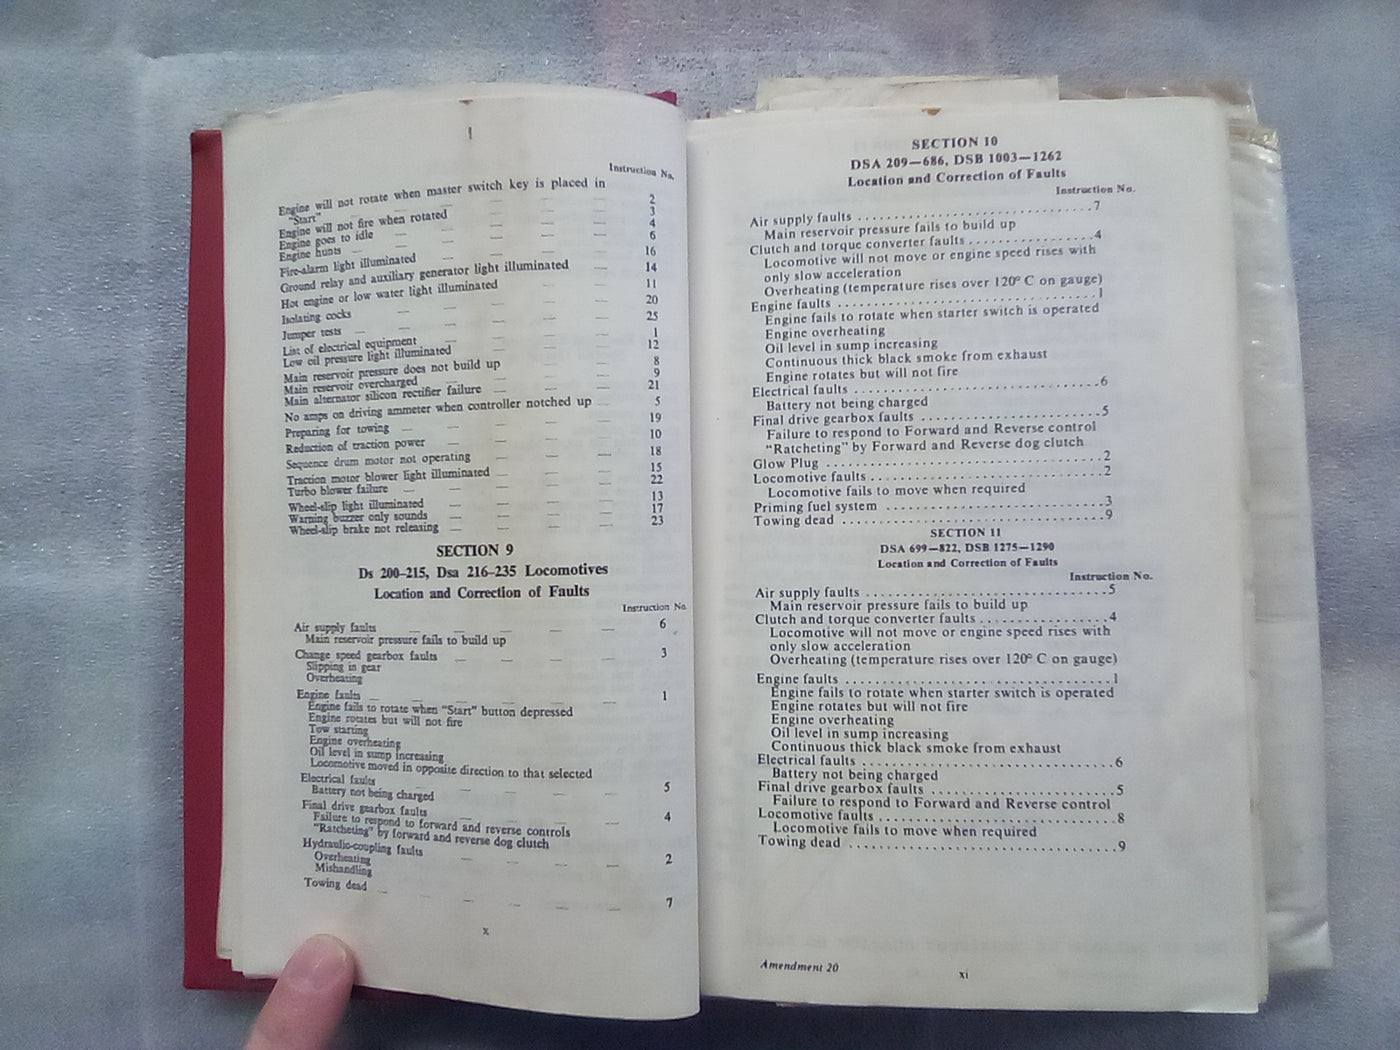 Instruction No.
Engine will not rotate when master switch key is placed in
"Start" — — — — — 2
Engine will not fire when rotated — — — 3
Engine goes to idle — — — — — 4
Engine hunts — — — — — 6
Fire-alarm light illuminated — — — — 16
Ground relay and auxiliary generator light illuminated — 14
Hot engine or low water light illuminated — — 11
Isolating cocks — — — — 20
Jumper tests — — — — — 25
List of electrical equipment — — — — 1
Low oil pressure light illuminated — — — 12
Main reservoir pressure does not build up — — 8
Main reservoir overcharged — — — — 9
Main alternator silicon rectifier failure — — — 21
No amps on driving ammeter when controller notched up — 5
Preparing for towing — — — — — 19
Reduction of traction power — — — — 10
Sequence drum motor not operating — — — 18
Traction motor blower light illuminated — — — 15
Turbo blower failure — — — — — 22
Wheel-slip light illuminated — — — — 13
Warning buzzer only sounds — — — — 17
Wheel-slip brake not releasing — — — — 23
SECTION 9
Ds 200–215, Dsa 216–235 Locomotives
Location and Correction of Faults
Instruction No.
Air supply faults — — — — — 6
Main reservoir pressure fails to build up
Change speed gearbox faults — — — — 3
Slipping in gear
Overheating
Engine faults — — — — — — 1
Engine fails to rotate when "Start" button depressed
Engine rotates but will not fire
Tow starting
Engine overheating
Oil level in sump increasing
Locomotive moved in opposite direction to that selected
Electrical faults — — — — — 5
Battery not being charged
Final drive gearbox faults — — — — 4
Failure to respond to forward and reverse controls
"Ratcheting" by forward and reverse dog clutch
Hydraulic-coupling faults — — — — 2
Overheating
Mishandling
Towing dead — — — — — 7
x
SECTION 10
DSA 209—686, DSB 1003—1262
Location and Correction of Faults
Instruction No.
Air supply faults ..............................7
Main reservoir pressure fails to build up
Clutch and torque converter faults ................4
Locomotive will not move or engine speed rises with
only slow acceleration
Overheating (temperature rises over 120° C on gauge)
Engine faults ..................................1
Engine fails to rotate when starter switch is operated
Engine overheating
Oil level in sump increasing
Continuous thick black smoke from exhaust
Engine rotates but will not fire
Electrical faults ................................6
Battery not being charged
Final drive gearbox faults .......................5
Failure to respond to Forward and Reverse control
"Ratcheting" by Forward and Reverse dog clutch
Glow Plug ...................................2
Locomotive faults ..............................2
Locomotive fails to move when required
Priming fuel system ............................3
Towing dead .................................9
SECTION 11
DSA 699—822, DSB 1275—1290
Location and Correction of Faults
Instruction No.
Air supply faults ................................5
Main reservoir pressure fails to build up
Clutch and torque converter faults ................4
Locomotive will not move or engine speed rises with
only slow acceleration
Overheating (temperature rises over 120° C on gauge)
Engine faults ...................................1
Engine fails to rotate when starter switch is operated
Engine rotates but will not fire
Engine overheating
Oil level in sump increasing
Continuous thick black smoke from exhaust
Electrical faults ................................6
Battery not being charged
Final drive gearbox faults ........................5
Failure to respond to Forward and Reverse control
Locomotive faults ...............................8
Locomotive fails to move when required
Towing dead ..................................9
Amendment 20
xi